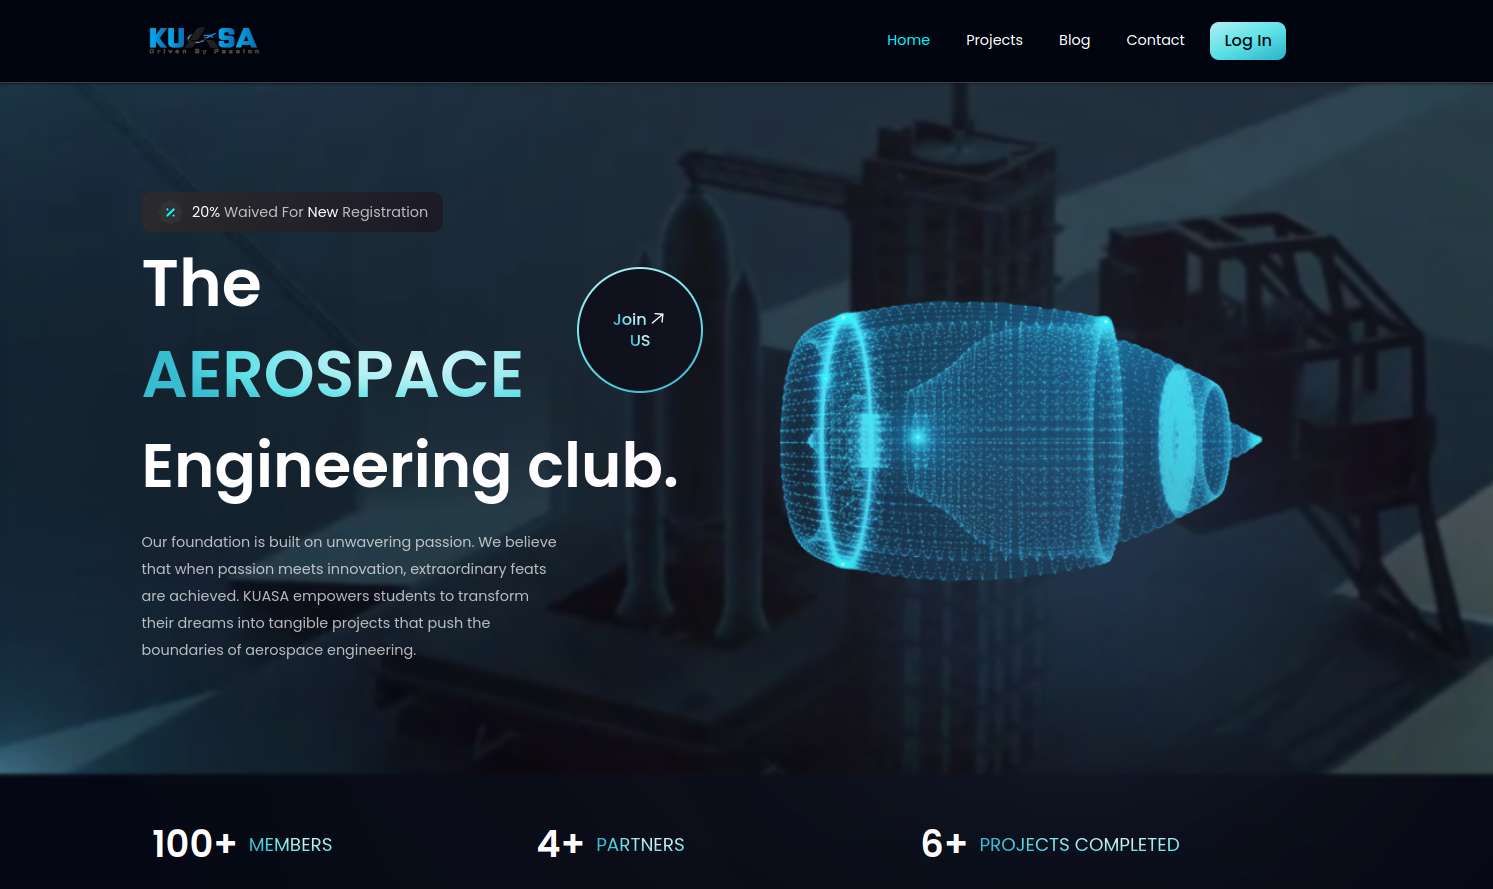 KUASA
Driven By Passion
Home Projects Blog Contact Log In
20% Waived For New Registration
The
AEROSPACE
Engineering club.
Join
US
Our foundation is built on unwavering passion. We believe
that when passion meets innovation, extraordinary feats
are achieved. KUASA empowers students to transform
their dreams into tangible projects that push the
boundaries of aerospace engineering.
100+ MEMBERS
4+ PARTNERS
6+ PROJECTS COMPLETED